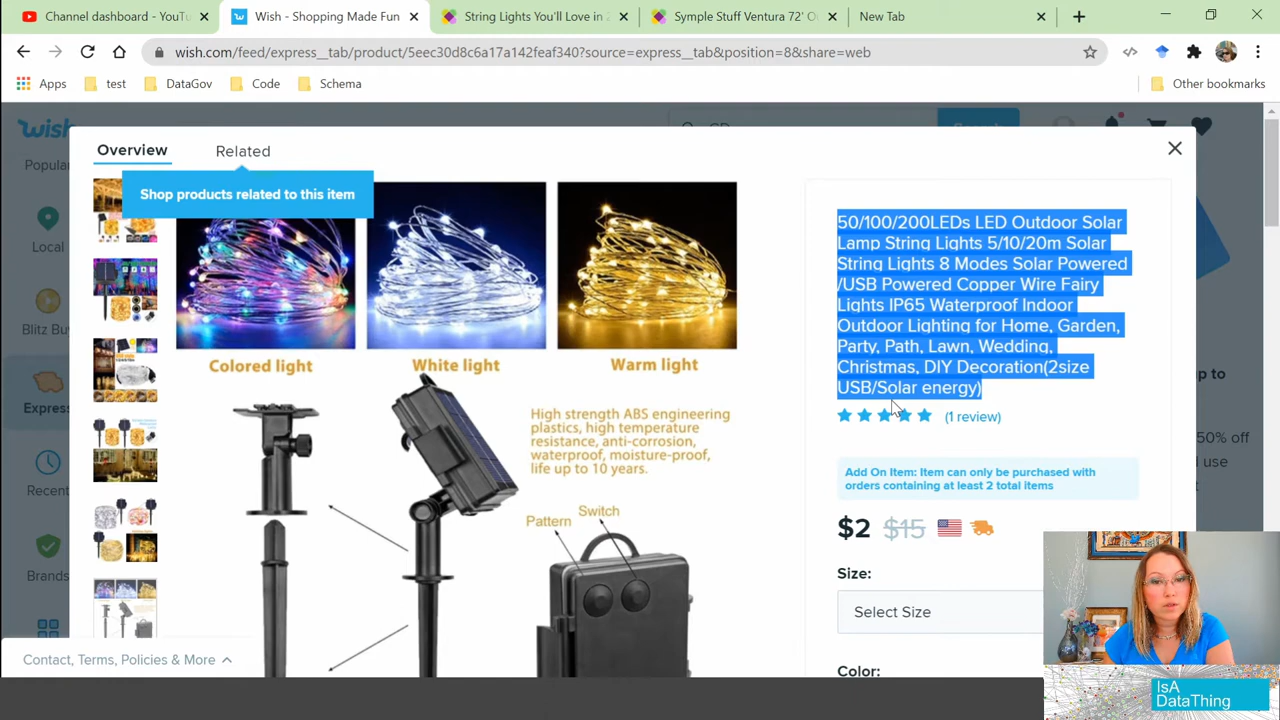 Channel dashboard - YouTu
Wish - Shopping Made Fun
String Lights You'll Love in 2
Symple Stuff Ventura 72' O
New Tab
wish.com/feed/express__tab/product/5eec30d8c6a17a142feaf340?source=express__tab&position=8&share=web
Apps
test
DataGov
Code
Schema
Other bookmarks
wish
Popular
Local
Blitz Buy
Express
Recent
Brands
Overview
Related
Shop products related to this item
Colored light
White light
Warm light
High strength ABS engineering
plastics, high temperature
resistance, anti-corrosion,
waterproof, moisture-proof,
life up to 10 years.
Pattern
Switch
50/100/200LEDs LED Outdoor Solar
Lamp String Lights 5/10/20m Solar
String Lights 8 Modes Solar Powered
/USB Powered Copper Wire Fairy
Lights IP65 Waterproof Indoor
Outdoor Lighting for Home, Garden,
Party, Path, Lawn, Wedding,
Christmas, DIY Decoration(2size
USB/Solar energy)
(1 review)
Add On Item: Item can only be purchased with
orders containing at least 2 total items
$2 $15
Size:
Select Size
Color:
up to
50% off
use
Contact, Terms, Policies & More
IsA
DataThing